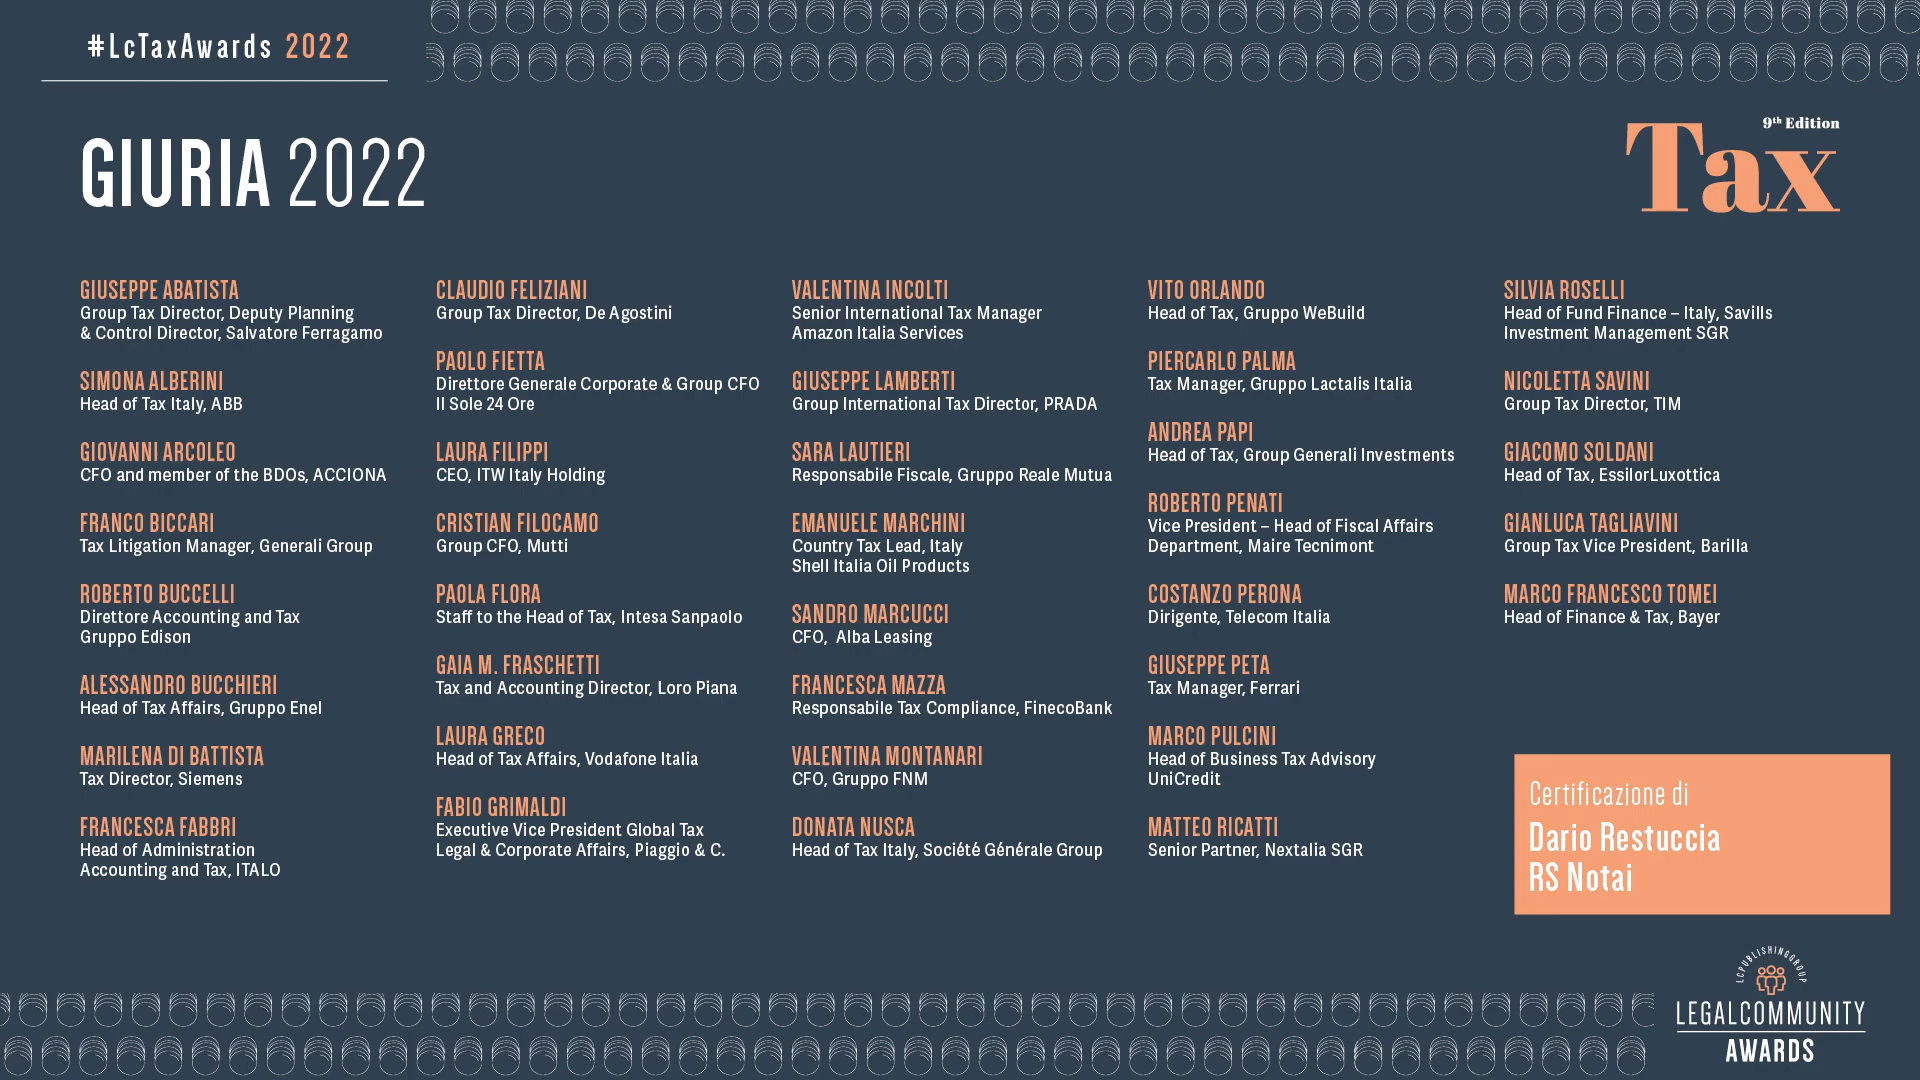 #LcTaxAwards 2022
GIURIA 2022
9th Edition
Tax
GIUSEPPE ABATISTA
Group Tax Director, Deputy Planning
& Control Director, Salvatore Ferragamo
SIMONA ALBERINI
Head of Tax Italy, ABB
GIOVANNI ARCOLEO
CFO and member of the BDOs, ACCIONA
FRANCO BICCARI
Tax Litigation Manager, Generali Group
ROBERTO BUCCELLI
Direttore Accounting and Tax
Gruppo Edison
ALESSANDRO BUCCHIERI
Head of Tax Affairs, Gruppo Enel
MARILENA DI BATTISTA
Tax Director, Siemens
FRANCESCA FABBRI
Head of Administration
Accounting and Tax, ITALO
CLAUDIO FELIZIANI
Group Tax Director, De Agostini
PAOLO FIETTA
Direttore Generale Corporate & Group CFO
Il Sole 24 Ore
LAURA FILIPPI
CEO, ITW Italy Holding
CRISTIAN FILOCAMO
Group CFO, Mutti
PAOLA FLORA
Staff to the Head of Tax, Intesa Sanpaolo
GAIA M. FRASCHETTI
Tax and Accounting Director, Loro Piana
LAURA GRECO
Head of Tax Affairs, Vodafone Italia
FABIO GRIMALDI
Executive Vice President Global Tax
Legal & Corporate Affairs, Piaggio & C.
VALENTINA INCOLTI
Senior International Tax Manager
Amazon Italia Services
GIUSEPPE LAMBERTI
Group International Tax Director, PRADA
SARA LAUTIERI
Responsabile Fiscale, Gruppo Reale Mutua
EMANUELE MARCHINI
Country Tax Lead, Italy
Shell Italia Oil Products
SANDRO MARCUCCI
CFO, Alba Leasing
FRANCESCA MAZZA
Responsabile Tax Compliance, FinecoBank
VALENTINA MONTANARI
CFO, Gruppo FNM
DONATA NUSCA
Head of Tax Italy, Société Générale Group
VITO ORLANDO
Head of Tax, Gruppo WeBuild
PIERCARLO PALMA
Tax Manager, Gruppo Lactalis Italia
ANDREA PAPI
Head of Tax, Group Generali Investments
ROBERTO PENATI
Vice President – Head of Fiscal Affairs
Department, Maire Tecnimont
COSTANZO PERONA
Dirigente, Telecom Italia
GIUSEPPE PETA
Tax Manager, Ferrari
MARCO PULCINI
Head of Business Tax Advisory
UniCredit
MATTEO RICATTI
Senior Partner, Nextalia SGR
SILVIA ROSELLI
Head of Fund Finance – Italy, Savills
Investment Management SGR
NICOLETTA SAVINI
Group Tax Director, TIM
GIACOMO SOLDANI
Head of Tax, EssilorLuxottica
GIANLUCA TAGLIAVINI
Group Tax Vice President, Barilla
MARCO FRANCESCO TOMEI
Head of Finance & Tax, Bayer
Certificazione di
Dario Restuccia
RS Notai
LCPUBLISHINGGROUP
LEGALCOMMUNITY
AWARDS